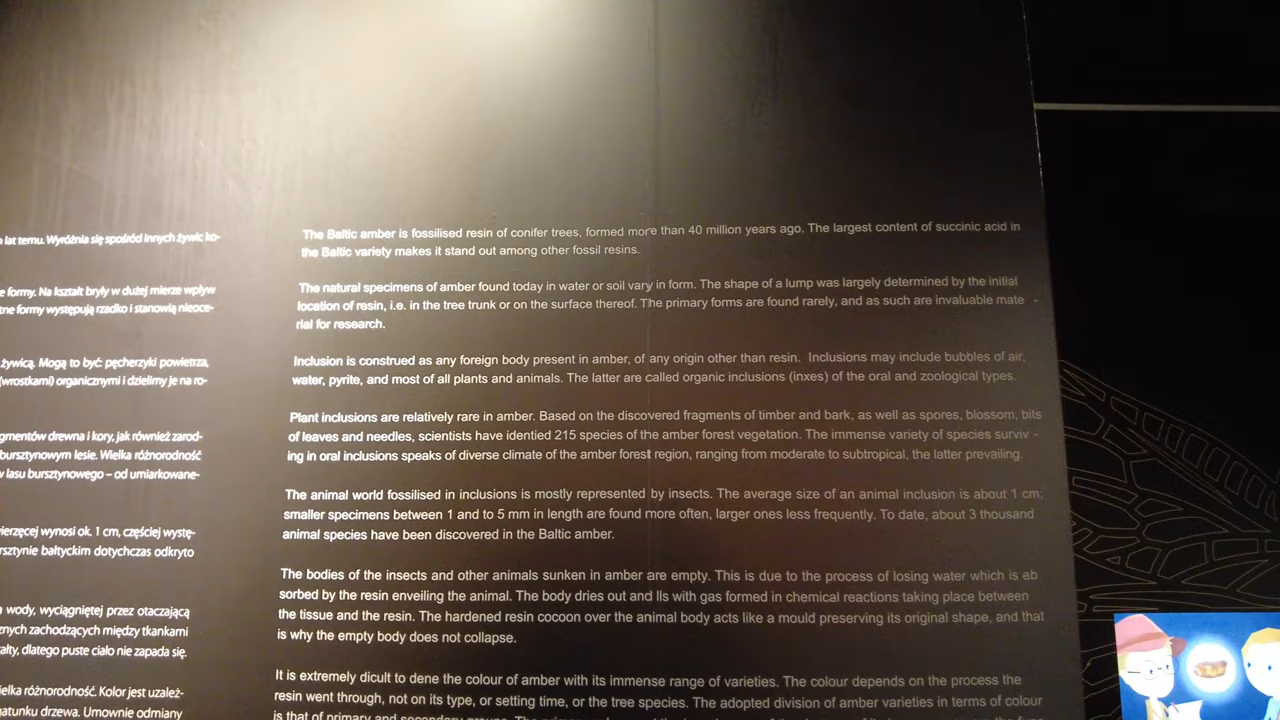 lat temu. Wyróżnia się spośród innych żywic ko-
e formy. Na kształt bryły w dużej mierze wpływ
tne formy występują rzadko i stanowią nieoce-
żywicą. Mogą to być: pęcherzyki powietrza,
(wrostkami) organicznymi i dzielimy je na ro-
gmentów drewna i kory, jak również zarod-
bursztynowym lesie. Wielka różnorodność
w lasu bursztynowego – od umiarkowane-
vierzęcej wynosi ok. 1 cm, częściej wystę-
rsztynie bałtyckim dotychczas odkryto
a wody, wyciągniętej przez otaczającą
znych zachodzących między tkankami
ałty, dlatego puste ciało nie zapada się.
ielka różnorodność. Kolor jest uzależ-
gatunku drzewa. Umownie odmiany
The Baltic amber is fossilised resin of conifer trees, formed more than 40 million years ago. The largest content of succinic acid in
the Baltic variety makes it stand out among other fossil resins.
The natural specimens of amber found today in water or soil vary in form. The shape of a lump was largely determined by the initial
location of resin, i.e. in the tree trunk or on the surface thereof. The primary forms are found rarely, and as such are invaluable mate -
rial for research.
Inclusion is construed as any foreign body present in amber, of any origin other than resin. Inclusions may include bubbles of air,
water, pyrite, and most of all plants and animals. The latter are called organic inclusions (inxes) of the oral and zoological types.
Plant inclusions are relatively rare in amber. Based on the discovered fragments of timber and bark, as well as spores, blossom, bits
of leaves and needles, scientists have identied 215 species of the amber forest vegetation. The immense variety of species surviv -
ing in oral inclusions speaks of diverse climate of the amber forest region, ranging from moderate to subtropical, the latter prevailing.
The animal world fossilised in inclusions is mostly represented by insects. The average size of an animal inclusion is about 1 cm;
smaller specimens between 1 and to 5 mm in length are found more often, larger ones less frequently. To date, about 3 thousand
animal species have been discovered in the Baltic amber.
The bodies of the insects and other animals sunken in amber are empty. This is due to the process of losing water which is ab
sorbed by the resin enveiling the animal. The body dries out and lls with gas formed in chemical reactions taking place between
the tissue and the resin. The hardened resin cocoon over the animal body acts like a mould preserving its original shape, and that
is why the empty body does not collapse.
It is extremely dicult to dene the colour of amber with its immense range of varieties. The colour depends on the process the
resin went through, not on its type, or setting time, or the tree species. The adopted division of amber varieties in terms of colour
is that of primary and secondary groups.